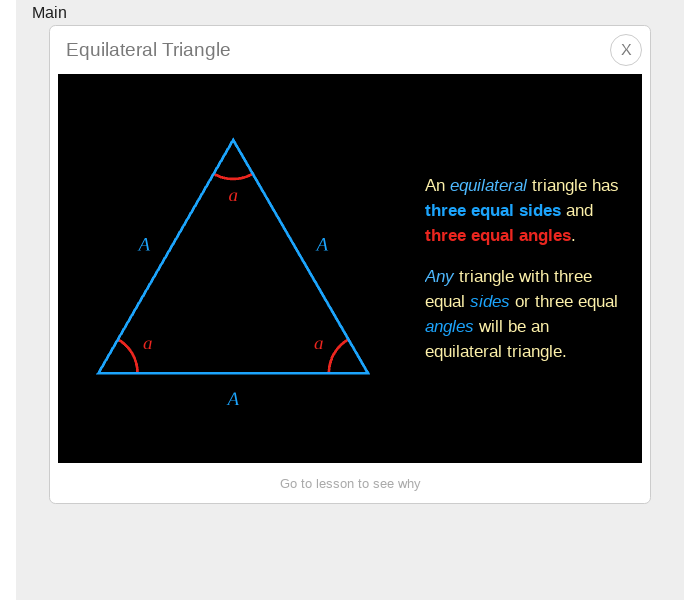 Main
Equilateral Triangle
X
a
A
A
a
a
A
An equilateral triangle has
three equal sides and
three equal angles.
Any triangle with three
equal sides or three equal
angles will be an
equilateral triangle.
Go to lesson to see why